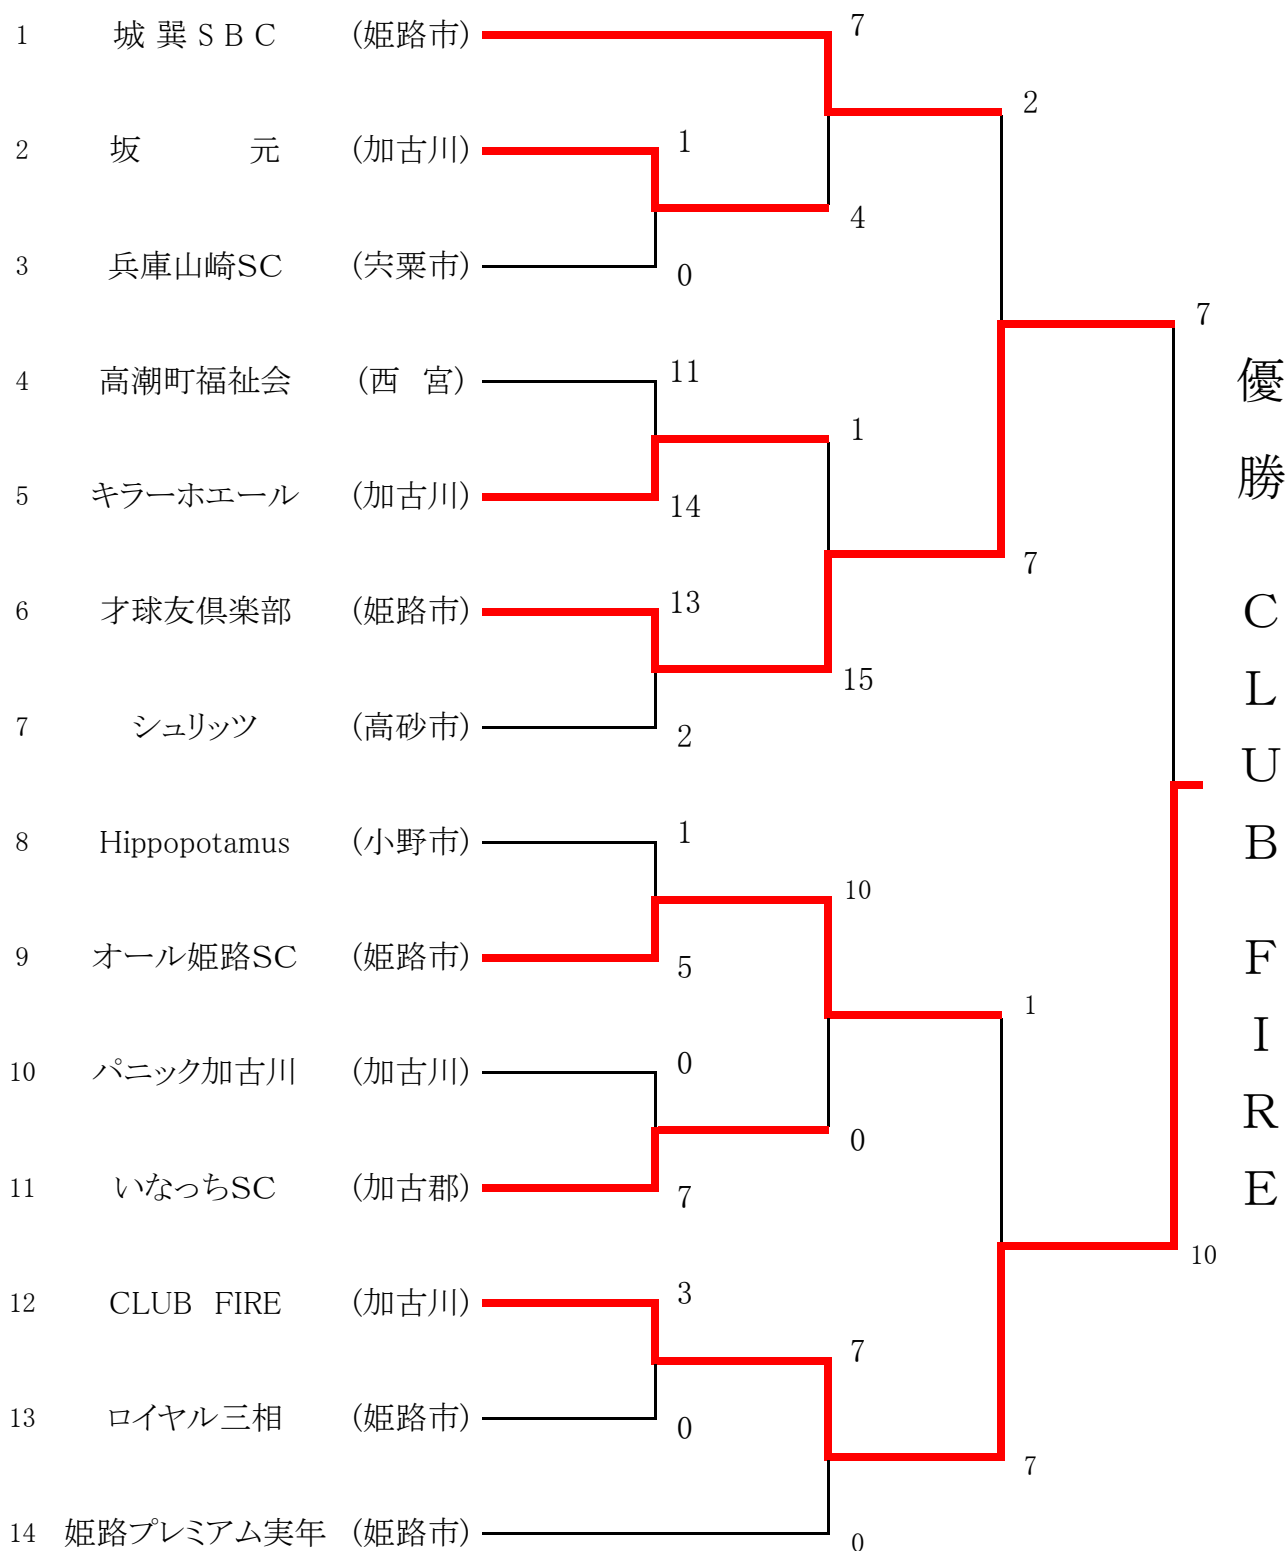 1 城巽SBC (姫路市) 7
2
2 坂 元 (加古川) 1
4
3 兵庫山崎SC (宍粟市) 0
7
4 高潮町福祉会 (西 宮) 11
1
5 キラーホエール (加古川) 14
7
6 才球友倶楽部 (姫路市) 13
15
7 シュリッツ (高砂市) 2
8 Hippopotamus (小野市) 1
10
9 オール姫路SC (姫路市) 5
1
10 パニック加古川 (加古川) 0
0
11 いなっちSC (加古郡) 7
10
12 CLUB FIRE (加古川) 3
7
13 ロイヤル三相 (姫路市) 0
7
14 姫路プレミアム実年 (姫路市) 0
優勝 CLUB FIRE